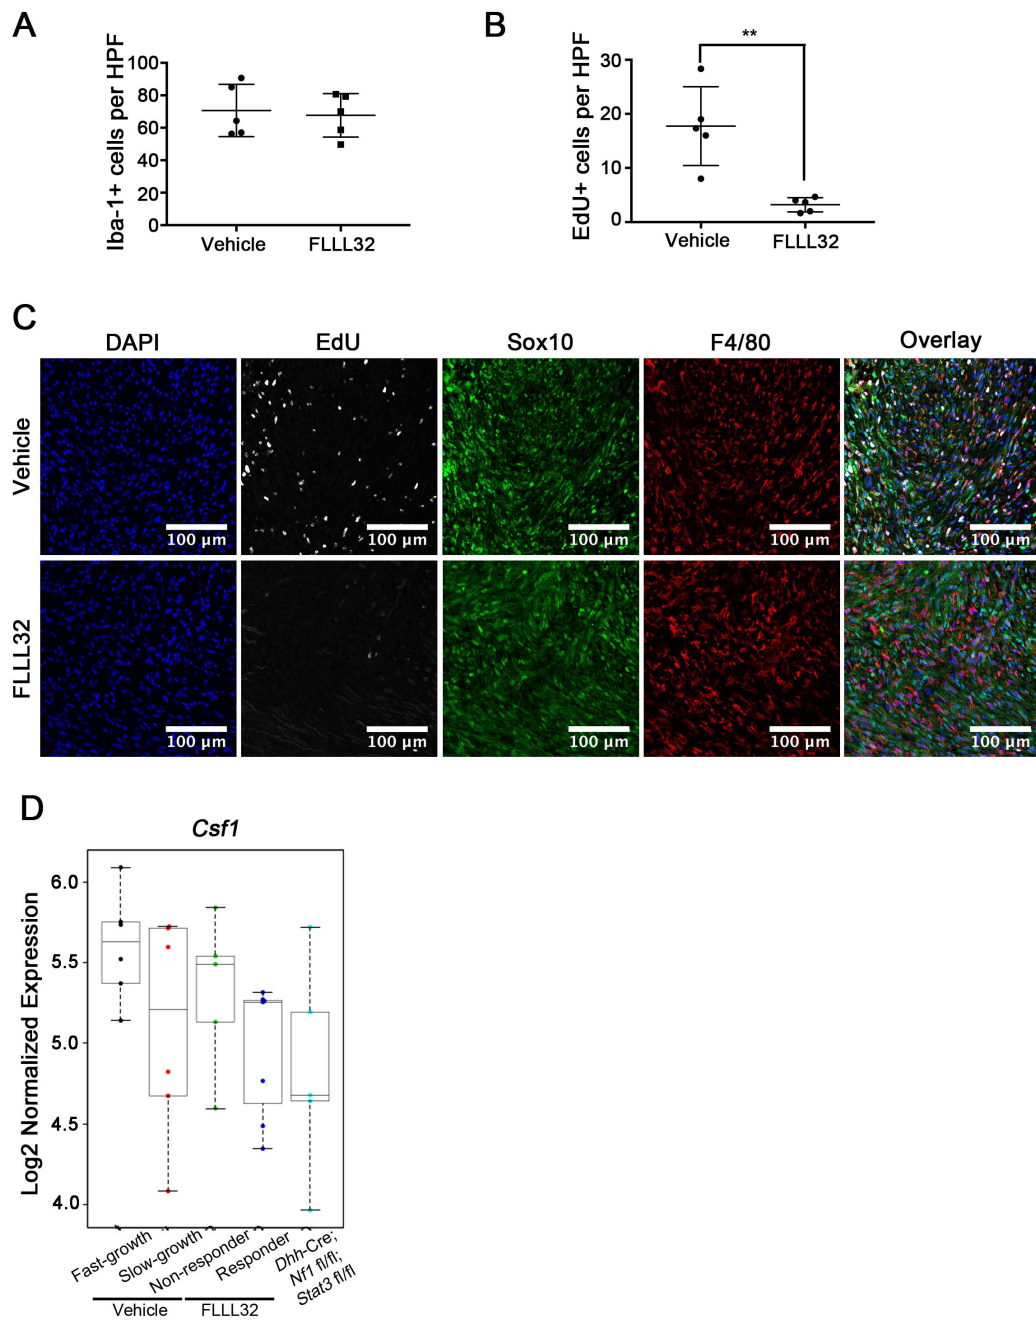 A
Iba-1+ cells per HPF
100
80
60
40
20
0
Vehicle
FLLL32
B
EdU+ cells per HPF
**
30
20
10
0
Vehicle
FLLL32
C
DAPI
EdU
Sox10
F4/80
Overlay
Vehicle
100 µm
100 µm
100 µm
100 µm
100 µm
FLLL32
100 µm
100 µm
100 µm
100 µm
100 µm
D
Csf1
Log2 Normalized Expression
6.0
5.5
5.0
4.5
4.0
Fast-growth
Slow-growth
Non-responder
Responder
Dhh-Cre;
Nf1 fl/fl;
Stat3 fl/fl
Vehicle
FLLL32